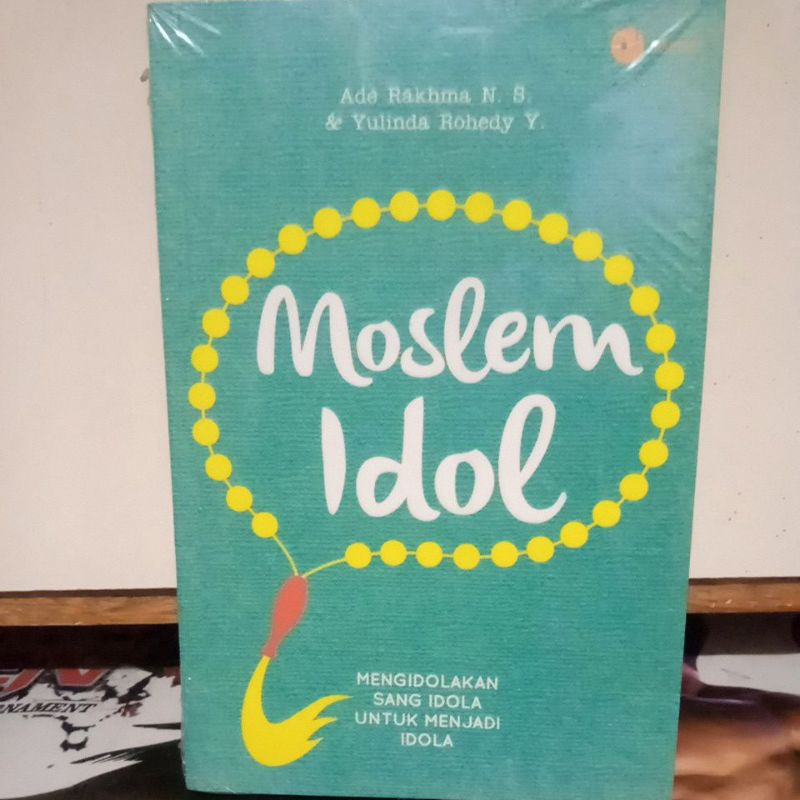 Ade Rakhma N. S.
& Yulinda Rohedy Y.
Moslem
Idol
MENGIDOLAKAN
SANG IDOLA
UNTUK MENJADI
IDOLA